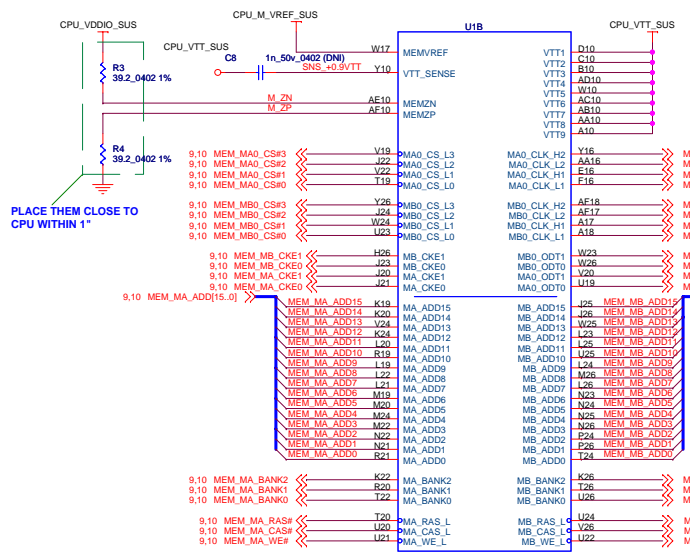 CPU_M_VREF_SUS
CPU_VDDIO_SUS
U1B
CPU_VTT_SUS
CPU_VTT_SUS
C8
1n_50v_0402 (DNI)
SNS_+0.9VTT
R3
39.2_0402 1%
M_ZN
M_ZP
R4
39.2_0402 1%
PLACE THEM CLOSE TO
CPU WITHIN 1"
W17 MEMVREF VTT1 D10
VTT2 C10
Y10 VTT_SENSE VTT3 B10
VTT4 AD10
VTT5 W10
AE10 MEMZN VTT6 AC10
AF10 MEMZP VTT7 AB10
VTT8 AA10
VTT9 A10
9,10 MEM_MA0_CS#3 V19 MA0_CS_L3 MA0_CLK_H2 Y16 M
9,10 MEM_MA0_CS#2 J22 MA0_CS_L2 MA0_CLK_L2 AA16 M
9,10 MEM_MA0_CS#1 V22 MA0_CS_L1 MA0_CLK_H1 E16 M
9,10 MEM_MA0_CS#0 T19 MA0_CS_L0 MA0_CLK_L1 F16 M
9,10 MEM_MB0_CS#3 Y26 MB0_CS_L3 MB0_CLK_H2 AF18 M
9,10 MEM_MB0_CS#2 J24 MB0_CS_L2 MB0_CLK_L2 AF17 M
9,10 MEM_MB0_CS#1 W24 MB0_CS_L1 MB0_CLK_H1 A17 M
9,10 MEM_MB0_CS#0 U23 MB0_CS_L0 MB0_CLK_L1 A18 M
9,10 MEM_MB_CKE1 H26 MB_CKE1 MB0_ODT1 W23 M
9,10 MEM_MB_CKE0 J23 MB_CKE0 MB0_ODT0 W26 M
9,10 MEM_MA_CKE1 J20 MA_CKE1 MA0_ODT1 V20 M
9,10 MEM_MA_CKE0 J21 MA_CKE0 MA0_ODT0 U19 M
9,10 MEM_MA_ADD[15..0]
MEM_MA_ADD15 K19 MA_ADD15 MB_ADD15 J25 MEM_MB_ADD15
MEM_MA_ADD14 K20 MA_ADD14 MB_ADD14 J26 MEM_MB_ADD14
MEM_MA_ADD13 V24 MA_ADD13 MB_ADD13 W25 MEM_MB_ADD13
MEM_MA_ADD12 K24 MA_ADD12 MB_ADD12 L23 MEM_MB_ADD12
MEM_MA_ADD11 L20 MA_ADD11 MB_ADD11 L25 MEM_MB_ADD11
MEM_MA_ADD10 R19 MA_ADD10 MB_ADD10 U25 MEM_MB_ADD10
MEM_MA_ADD9 L19 MA_ADD9 MB_ADD9 L24 MEM_MB_ADD9
MEM_MA_ADD8 L22 MA_ADD8 MB_ADD8 M26 MEM_MB_ADD8
MEM_MA_ADD7 L21 MA_ADD7 MB_ADD7 L26 MEM_MB_ADD7
MEM_MA_ADD6 M19 MA_ADD6 MB_ADD6 N23 MEM_MB_ADD6
MEM_MA_ADD5 M20 MA_ADD5 MB_ADD5 N24 MEM_MB_ADD5
MEM_MA_ADD4 M24 MA_ADD4 MB_ADD4 N25 MEM_MB_ADD4
MEM_MA_ADD3 M22 MA_ADD3 MB_ADD3 N26 MEM_MB_ADD3
MEM_MA_ADD2 N22 MA_ADD2 MB_ADD2 P24 MEM_MB_ADD2
MEM_MA_ADD1 N21 MA_ADD1 MB_ADD1 P26 MEM_MB_ADD1
MEM_MA_ADD0 R21 MA_ADD0 MB_ADD0 T24 MEM_MB_ADD0
9,10 MEM_MA_BANK2 K22 MA_BANK2 MB_BANK2 K26 M
9,10 MEM_MA_BANK1 R20 MA_BANK1 MB_BANK1 T26 M
9,10 MEM_MA_BANK0 T22 MA_BANK0 MB_BANK0 U26 M
9,10 MEM_MA_RAS# T20 MA_RAS_L MB_RAS_L U24 M
9,10 MEM_MA_CAS# U20 MA_CAS_L MB_CAS_L V26 M
9,10 MEM_MA_WE# U21 MA_WE_L MB_WE_L U22 M